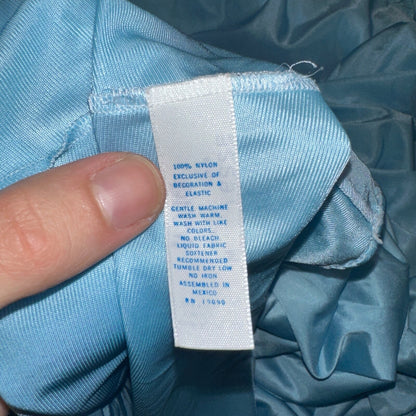 100% NYLON
EXCLUSIVE OF
DECORATION &
ELASTIC
GENTLE MACHINE
WASH WARM,
WASH WITH LIKE
COLORS.
NO BLEACH.
LIQUID FABRIC
SOFTENER
RECOMMENDED
TUMBLE DRY LOW
NO IRON
ASSEMBLED IN
MEXICO
RN